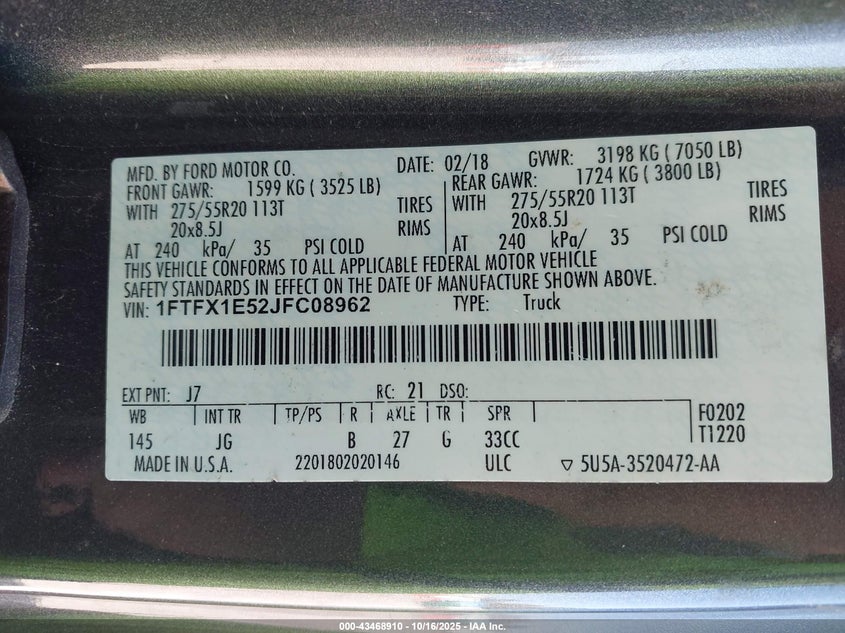 MFD. BY FORD MOTOR CO. DATE: 02/18 GVWR: 3198 KG ( 7050 LB)
FRONT GAWR: 1599 KG ( 3525 LB) REAR GAWR: 1724 KG ( 3800 LB)
WITH 275/55R20 113T TIRES WITH 275/55R20 113T TIRES
20x8.5J RIMS 20x8.5J RIMS
AT 240 kPa/ 35 PSI COLD AT 240 kPa/ 35 PSI COLD
THIS VEHICLE CONFORMS TO ALL APPLICABLE FEDERAL MOTOR VEHICLE
SAFETY STANDARDS IN EFFECT ON THE DATE OF MANUFACTURE SHOWN ABOVE.
VIN: 1FTFX1E52JFC08962 TYPE: Truck
EXT PNT: J7 RC: 21 DSO:
WB INT TR TP/PS R AXLE TR SPR F0202
145 JG B 27 G 33CC T1220
MADE IN U.S.A. 2201802020146 ULC ▽ 5U5A-3520472-AA
000-43468910 - 10/16/2025 - IAA Inc.